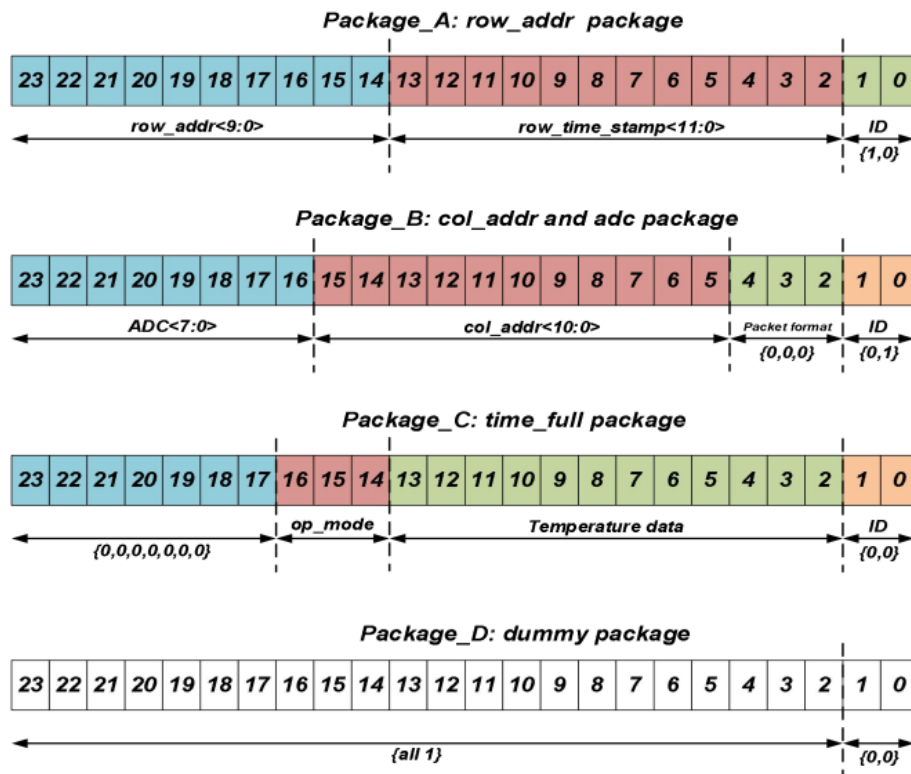 Package_A: row_addr package
23 22 21 20 19 18 17 16 15 14 13 12 11 10 9 8 7 6 5 4 3 2 1 0
row_addr<9:0> row_time_stamp<11:0> ID
{1,0}
Package_B: col_addr and adc package
23 22 21 20 19 18 17 16 15 14 13 12 11 10 9 8 7 6 5 4 3 2 1 0
ADC<7:0> col_addr<10:0> Packet format ID
{0,0,0} {0,1}
Package_C: time_full package
23 22 21 20 19 18 17 16 15 14 13 12 11 10 9 8 7 6 5 4 3 2 1 0
op_mode Temperature data ID
{0,0,0,0,0,0,0} {0,0}
Package_D: dummy package
23 22 21 20 19 18 17 16 15 14 13 12 11 10 9 8 7 6 5 4 3 2 1 0
{all 1} {0,0}